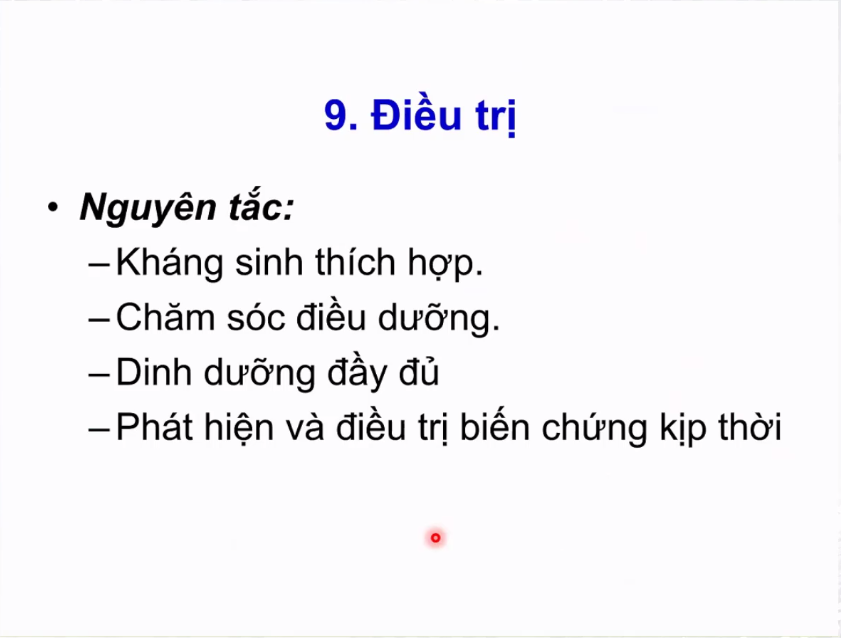 9. Điều trị
• Nguyên tắc:
– Kháng sinh thích hợp.
– Chăm sóc điều dưỡng.
– Dinh dưỡng đầy đủ
– Phát hiện và điều trị biến chứng kịp thời